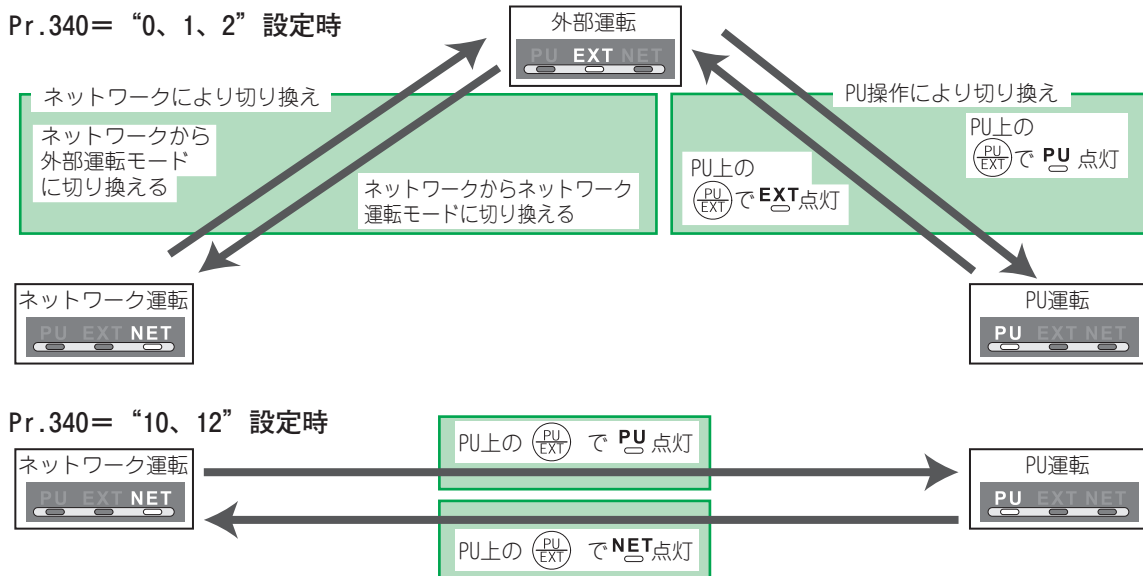 Pr.340＝ “0、1、2”設定時
外部運転
PU EXT NET
ネットワークにより切り換え
ネットワークから
外部運転モード
に切り換える
ネットワークからネットワーク
運転モードに切り換える
PU操作により切り換え
PU上の
PU/EXT で PU 点灯
PU上の
PU/EXT で EXT 点灯
ネットワーク運転
PU EXT NET
PU運転
PU EXT NET
Pr.340＝ “10、12”設定時
ネットワーク運転
PU EXT NET
PU上の PU/EXT で PU 点灯
PU運転
PU EXT NET
PU上の PU/EXT で NET 点灯